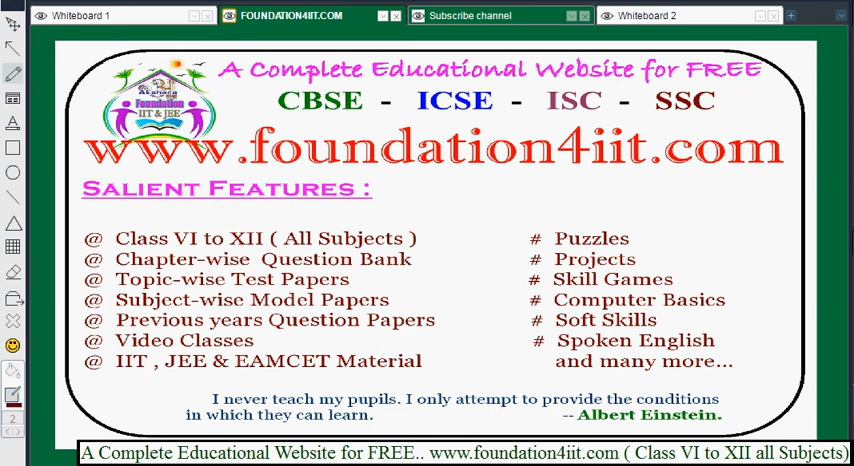 Whiteboard 1
FOUNDATION4IIT.COM
Subscribe channel
Whiteboard 2
A Complete Educational Website for FREE
CBSE - ICSE - ISC - SSC
Akshara
Foundation
IIT & JEE
www.foundation4iit.com
SALIENT FEATURES :
@ Class VI to XII ( All Subjects )
# Puzzles
@ Chapter-wise Question Bank
# Projects
@ Topic-wise Test Papers
# Skill Games
@ Subject-wise Model Papers
# Computer Basics
@ Previous years Question Papers
# Soft Skills
@ Video Classes
# Spoken English
@ IIT , JEE & EAMCET Material
and many more...
I never teach my pupils. I only attempt to provide the conditions
in which they can learn. -- Albert Einstein.
2
A Complete Educational Website for FREE.. www.foundation4iit.com ( Class VI to XII all Subjects)